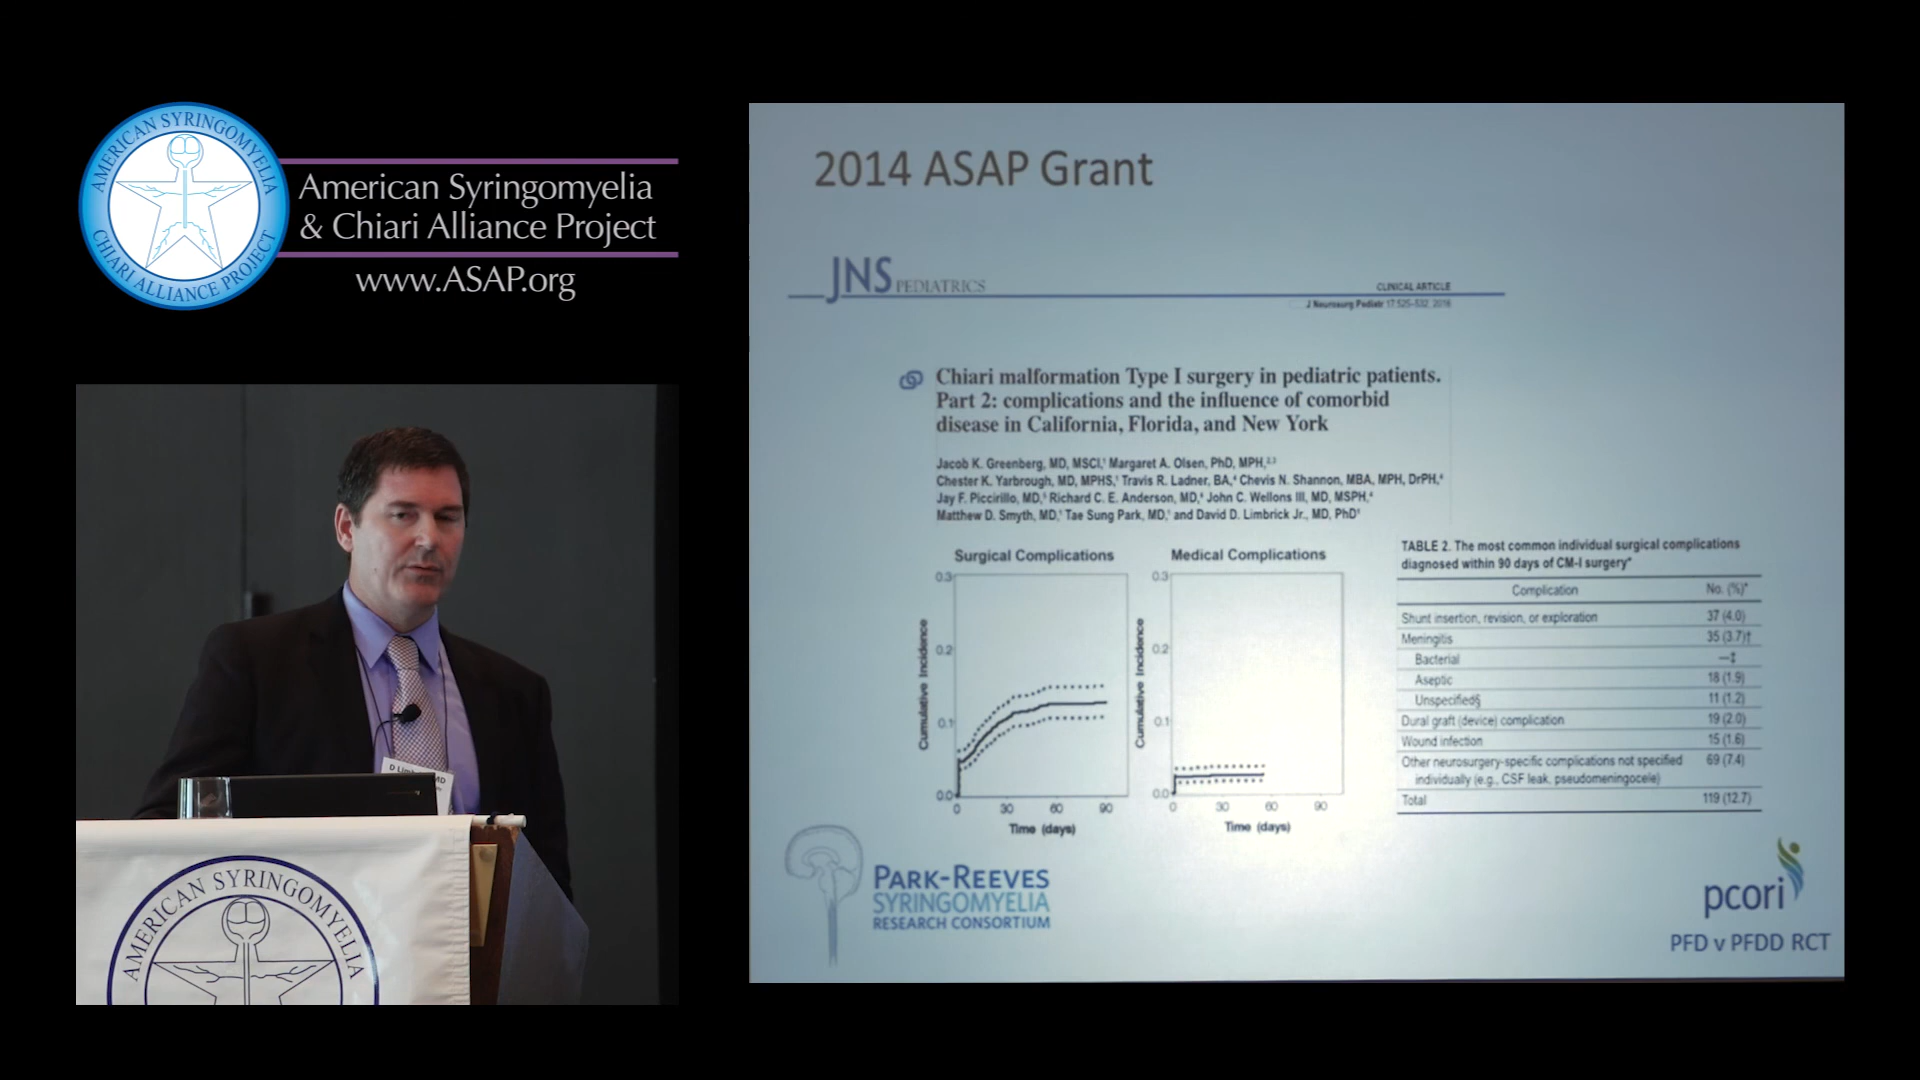 AMERICAN SYRINGOMYELIA
CHIARI ALLIANCE PROJECT
American Syringomyelia
& Chiari Alliance Project
www.ASAP.org
2014 ASAP Grant
JNS PEDIATRICS
CLINICAL ARTICLE
J Neurosurg Pediatr 17:525–532, 2016
Chiari malformation Type I surgery in pediatric patients.
Part 2: complications and the influence of comorbid
disease in California, Florida, and New York
Jacob K. Greenberg, MD, MSCI,¹ Margaret A. Olsen, PhD, MPH,²,³
Chester K. Yarbrough, MD, MPHS,¹ Travis R. Ladner, BA,⁴ Chevis N. Shannon, MBA, MPH, DrPH,⁴
Jay F. Piccirillo, MD,⁵ Richard C. E. Anderson, MD,⁶ John C. Wellons III, MD, MSPH,⁴
Matthew D. Smyth, MD,¹ Tae Sung Park, MD,¹ and David D. Limbrick Jr., MD, PhD¹
Surgical Complications
Cumulative Incidence
0.3
0.2
0.1
0.0
0 30 60 90
Time (days)
Medical Complications
Cumulative Incidence
0.3
0.2
0.1
0.0
0 30 60 90
Time (days)
TABLE 2. The most common individual surgical complications
diagnosed within 90 days of CM-I surgery*
Complication No. (%)*
Shunt insertion, revision, or exploration 37 (4.0)
Meningitis 35 (3.7)†
Bacterial —‡
Aseptic 18 (1.9)
Unspecified§ 11 (1.2)
Dural graft (device) complication 19 (2.0)
Wound infection 15 (1.6)
Other neurosurgery-specific complications not specified 69 (7.4)
individually (e.g., CSF leak, pseudomeningocele)
Total 119 (12.7)
PARK-REEVES
SYRINGOMYELIA
RESEARCH CONSORTIUM
pcori
PFD v PFDD RCT
AMERICAN SYRINGOMYELIA